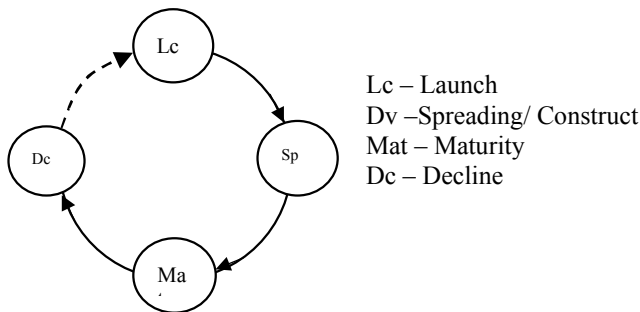 Lc
Lc – Launch
Dv –Spreading/ Construct
Mat – Maturity
Dc – Decline
Dc
Sp
Ma